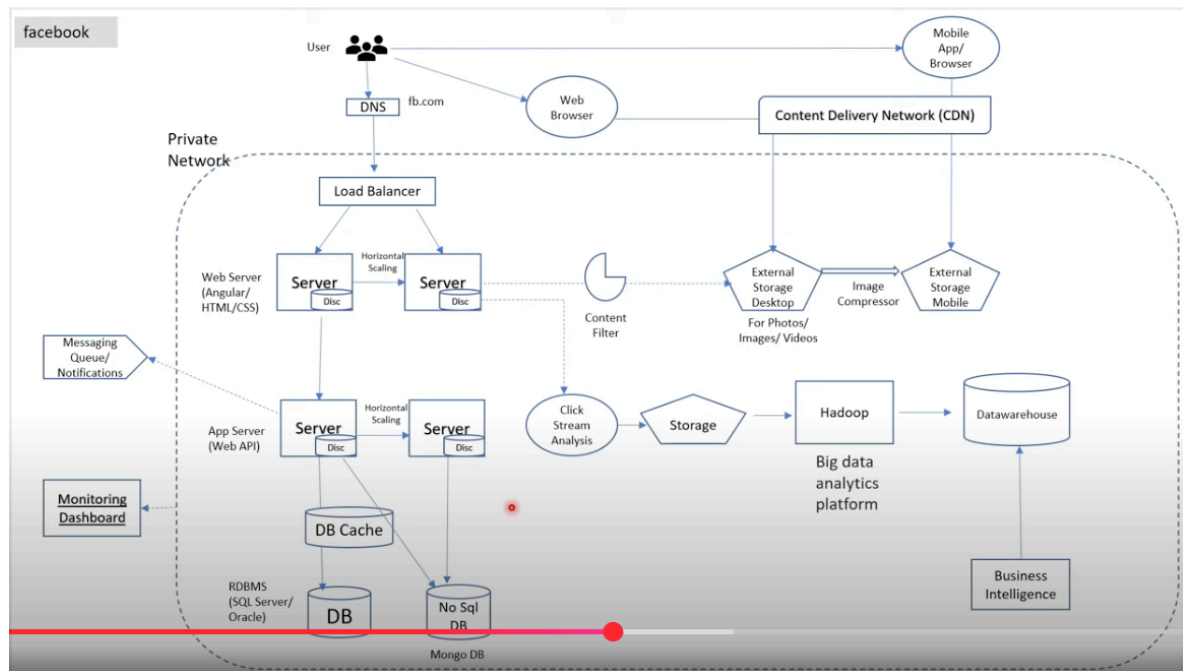 facebook
User
Mobile
App/
Browser
DNS
fb.com
Web
Browser
Content Delivery Network (CDN)
Private
Network
Load Balancer
Web Server
(Angular/
HTML/CSS)
Server
Disc
Horizontal
Scaling
Server
Disc
Content
Filter
External
Storage
Desktop
For Photos/
Images/ Videos
Image
Compressor
External
Storage
Mobile
Messaging
Queue/
Notifications
App Server
(Web API)
Server
Disc
Horizontal
Scaling
Server
Disc
Click
Stream
Analysis
Storage
Hadoop
Big data
analytics
platform
Datawarehouse
Monitoring
Dashboard
DB Cache
RDBMS
(SQL Server/
Oracle)
DB
No Sql
DB
Mongo DB
Business
Intelligence